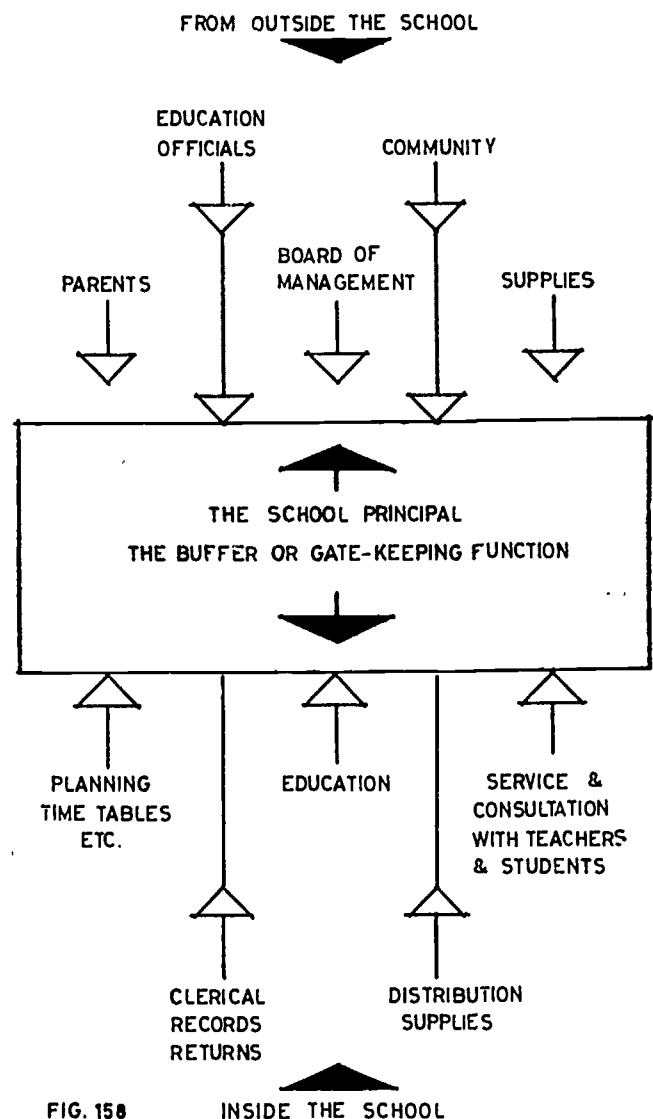 FROM OUTSIDE THE SCHOOL
EDUCATION
OFFICIALS
COMMUNITY
PARENTS
BOARD OF
MANAGEMENT
SUPPLIES
THE SCHOOL PRINCIPAL
THE BUFFER OR GATE-KEEPING FUNCTION
PLANNING
TIME TABLES
ETC.
EDUCATION
SERVICE &
CONSULTATION
WITH TEACHERS
& STUDENTS
CLERICAL
RECORDS
RETURNS
DISTRIBUTION
SUPPLIES
FIG. 158 INSIDE THE SCHOOL